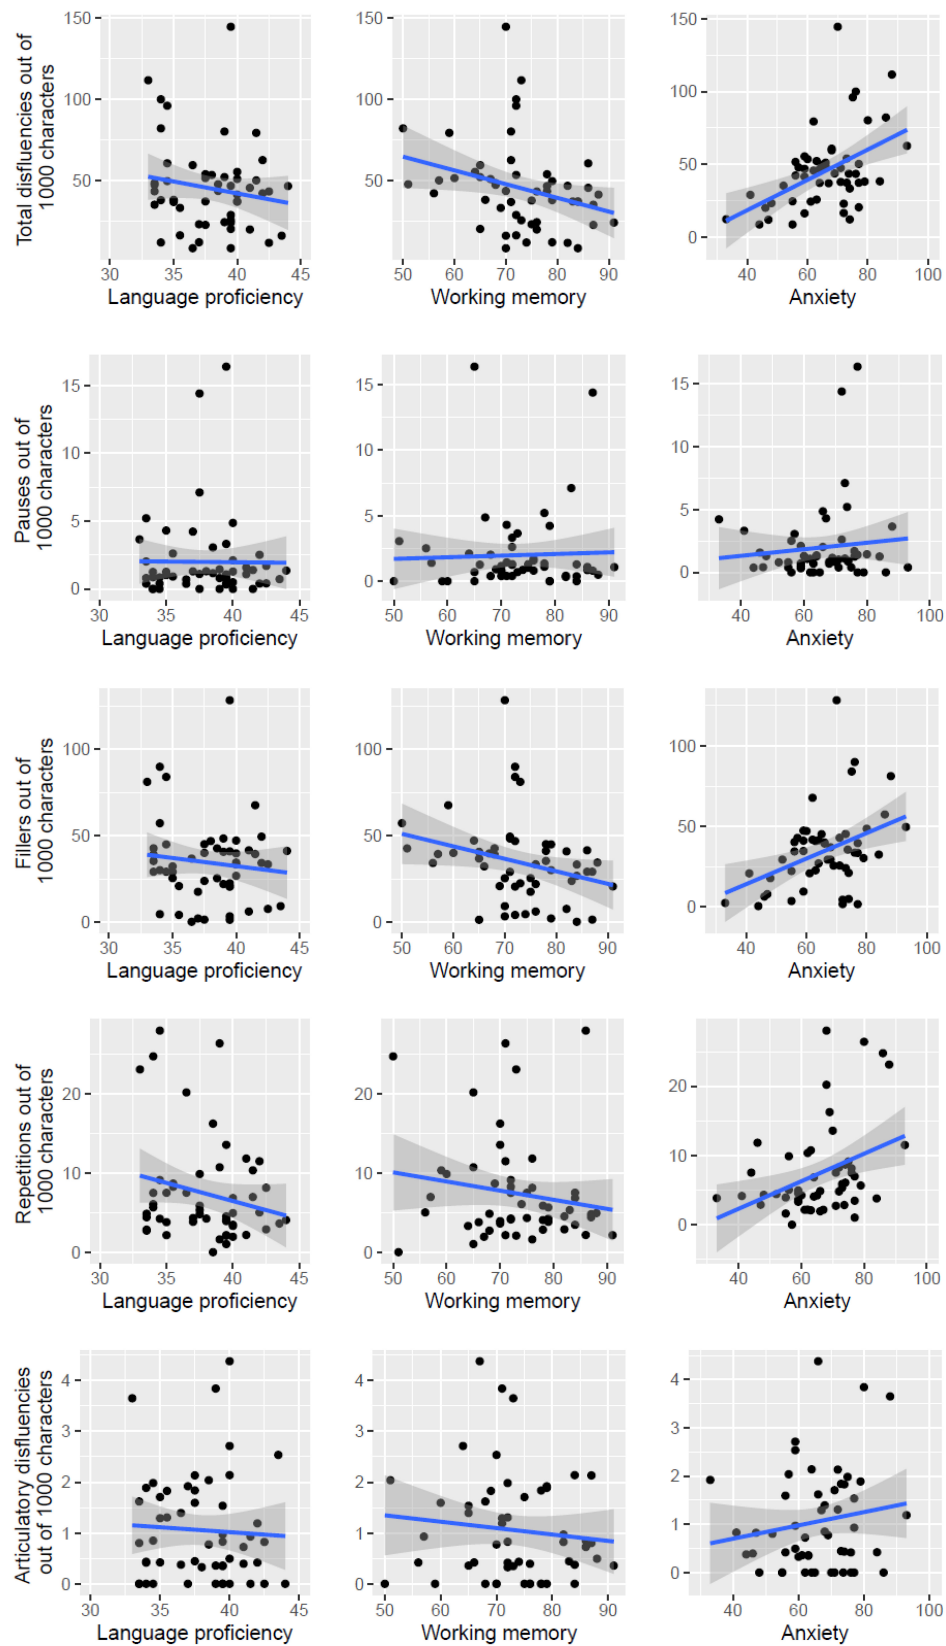 Total disfluencies out of
1000 characters
150
100
50
30 35 40 45
Language proficiency
50 60 70 80 90
Working memory
150
100
50
0
40 60 80 100
Anxiety
Pauses out of
1000 characters
15
10
5
0
30 35 40 45
Language proficiency
15
10
5
0
50 60 70 80 90
Working memory
15
10
5
0
40 60 80 100
Anxiety
Fillers out of
1000 characters
100
50
0
30 35 40 45
Language proficiency
100
50
0
50 60 70 80 90
Working memory
100
50
0
40 60 80 100
Anxiety
Repetitions out of
1000 characters
20
10
0
30 35 40 45
Language proficiency
20
10
0
50 60 70 80 90
Working memory
20
10
0
40 60 80 100
Anxiety
Articulatory disfluencies
out of 1000 characters
4
3
2
1
0
30 35 40 45
Language proficiency
4
3
2
1
0
50 60 70 80 90
Working memory
4
3
2
1
0
40 60 80 100
Anxiety